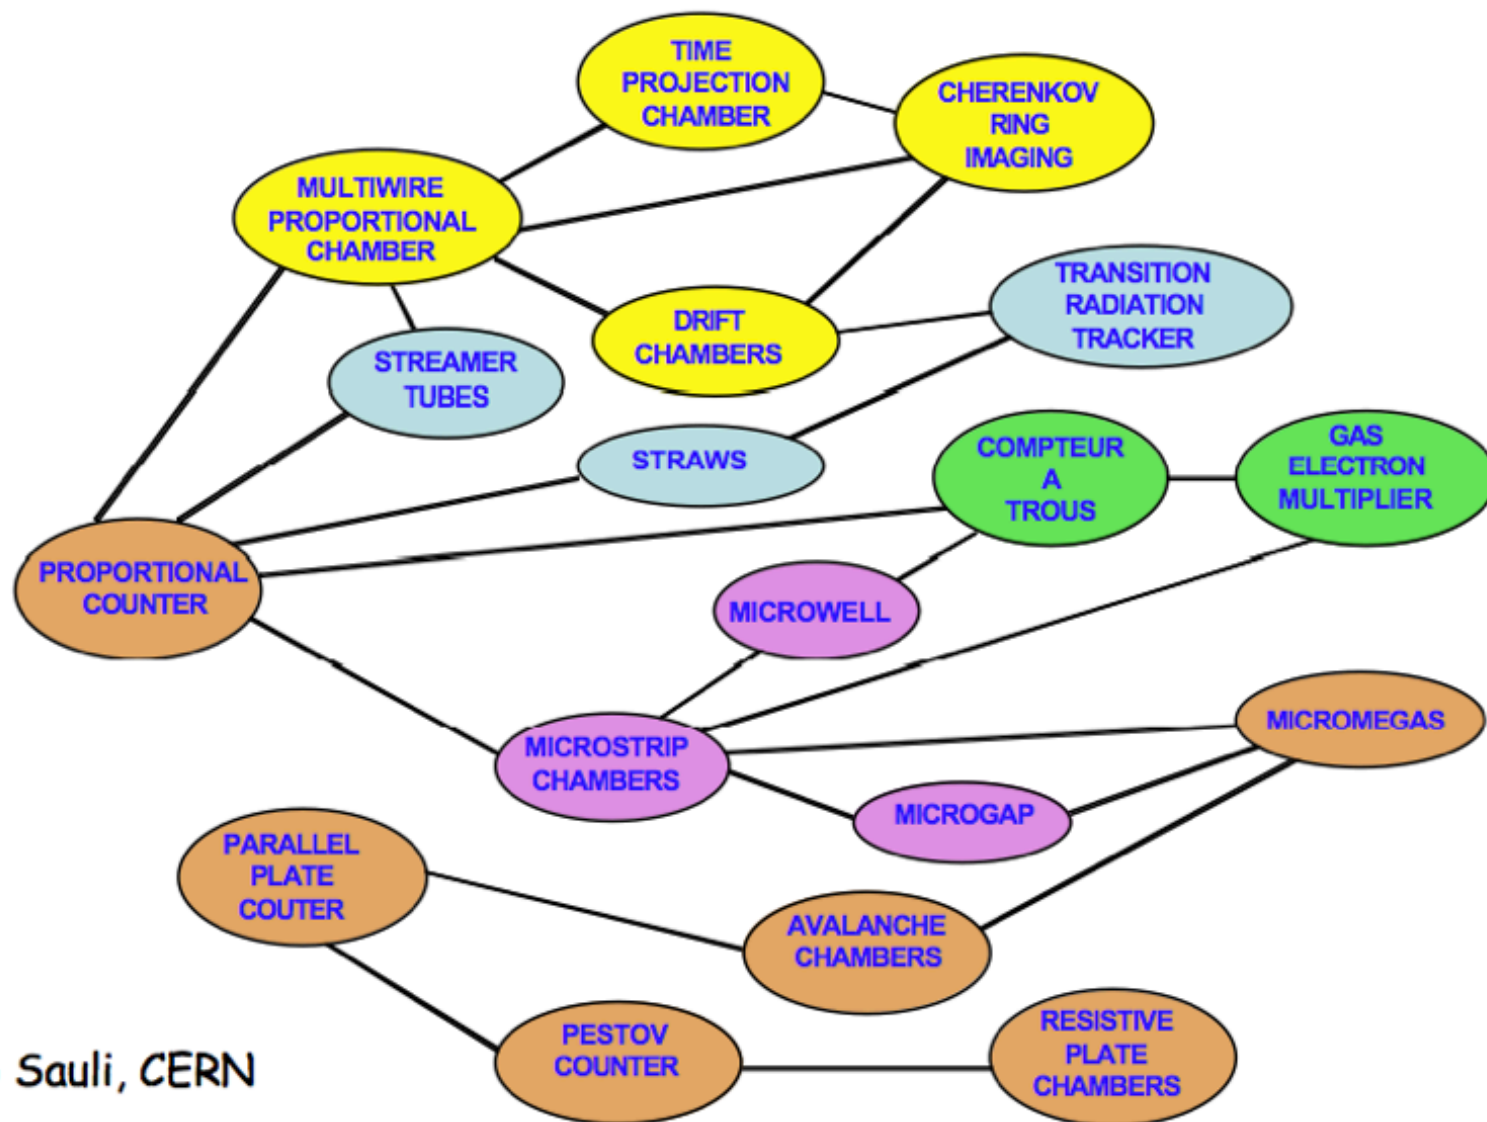 TIME
PROJECTION
CHAMBER
CHERENKOV
RING
IMAGING
MULTIWIRE
PROPORTIONAL
CHAMBER
TRANSITION
RADIATION
TRACKER
DRIFT
CHAMBERS
STREAMER
TUBES
STRAWS
COMPTEUR
A
TROUS
GAS
ELECTRON
MULTIPLIER
PROPORTIONAL
COUNTER
MICROWELL
MICROSTRIP
CHAMBERS
MICROMEGAS
MICROGAP
PARALLEL
PLATE
COUTER
AVALANCHE
CHAMBERS
PESTOV
COUNTER
RESISTIVE
PLATE
CHAMBERS
Sauli, CERN